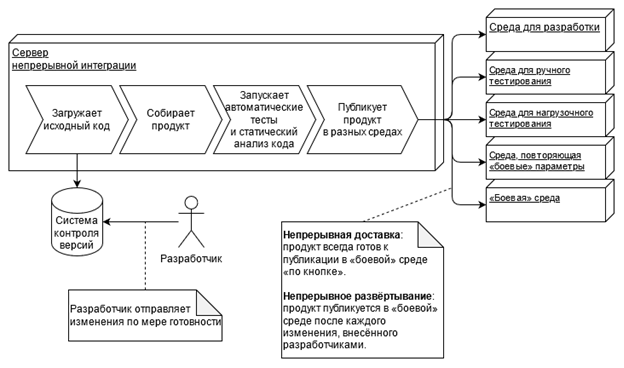 Сервер
непрерывной интеграции
Загружает
исходный код
Собирает
продукт
Запускает
автоматические
тесты
и статический
анализ кода
Публикует
продукт
в разных средах
Среда для разработки
Среда для ручного
тестирования
Среда для нагрузочного
тестирования
Среда, повторяющая
«боевые» параметры
«Боевая» среда
Система
контроля
версий
Разработчик
Разработчик отправляет
изменения по мере готовности
Непрерывная доставка:
продукт всегда готов к
публикации в «боевой» среде
«по кнопке».
Непрерывное развёртывание:
продукт публикуется в «боевой»
среде после каждого
изменения, внесённого
разработчиками.